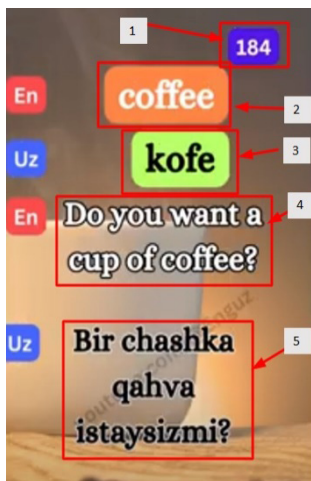 1
184
En
coffee
2
Uz
kofe
3
En
Do you want a
4
cup of coffee?
Uz
Bir chashka
5
qahva
istaysizmi?